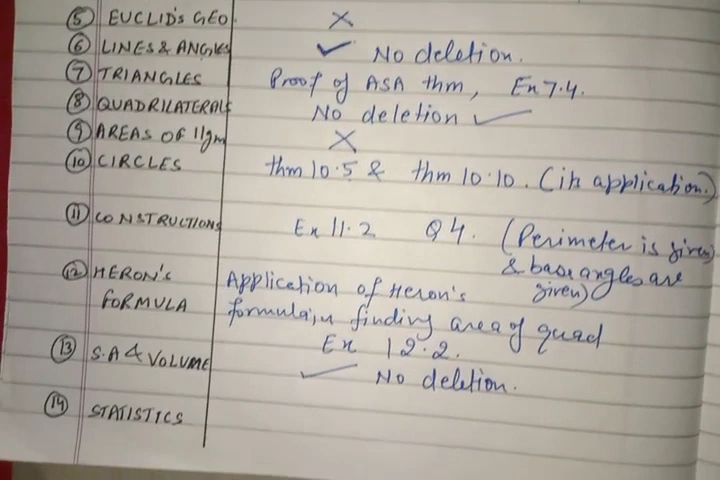 ⑤ EUCLID'S GEO. ✗
⑥ LINES & ANGLES ✓ No deletion.
⑦ TRIANGLES Proof of ASA thm, Ex 7.4.
⑧ QUADRILATERALS No deletion ✓
⑨ AREAS OF llgm ✗
⑩ CIRCLES thm 10.5 & thm 10.10. (its application.)
⑪ CONSTRUCTIONS Ex 11.2 Q4. (Perimeter is given
& base angles are
given)
⑫ HERON'S Application of Heron's
FORMULA formula in finding area of quad
Ex 12.2.
⑬ S.A & VOLUME ✓ No deletion.
⑭ STATISTICS